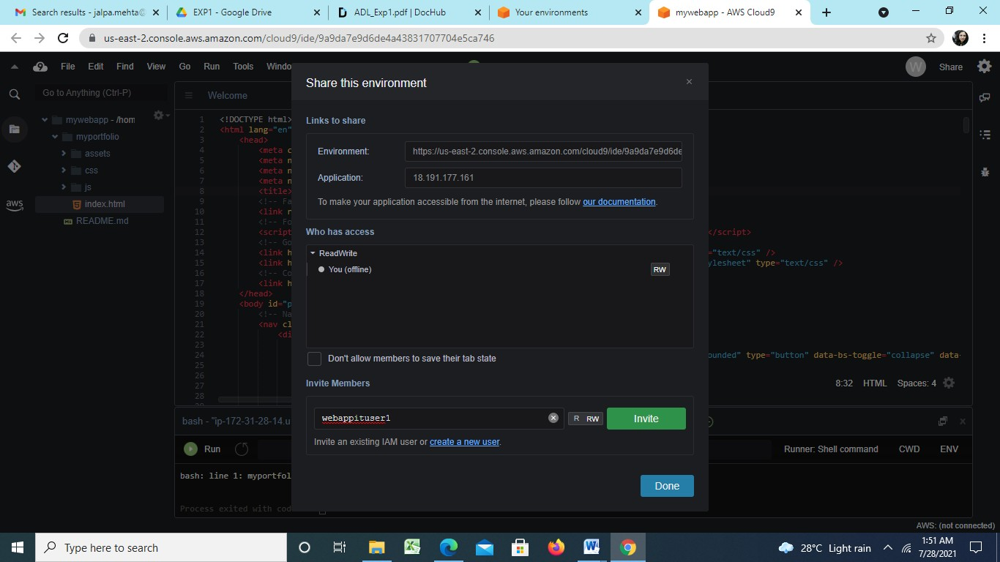 Search results - jalpa.mehta@
EXP1 - Google Drive
ADL_Exp1.pdf | DocHub
Your environments
mywebapp - AWS Cloud9
us-east-2.console.aws.amazon.com/cloud9/ide/9a9da7e9d6de4a43831707704e5ca746
File Edit Find View Go Run Tools Windo
W Share
Go to Anything (Ctrl-P)
Welcome
mywebapp - /hom
myportfolio
assets
css
js
index.html
README.md
aws
Share this environment
Links to share
Environment: https://us-east-2.console.aws.amazon.com/cloud9/ide/9a9da7e9d6de
Application: 18.191.177.161
To make your application accessible from the internet, please follow our documentation.
Who has access
ReadWrite
You (offline) RW
Don't allow members to save their tab state
Invite Members
webappituser1 R RW Invite
Invite an existing IAM user or create a new user.
Done
1 <!DOCTYPE html>
2 <html lang="en"
3 <head>
4 <meta c
5 <meta n
6 <meta n
7 <meta n
8 <title>
9 <!-- Fa
10 <link r
11 <!-- Fo
12 <script </script>
13 <!-- Go
14 <link h ="text/css" />
15 <link h ylesheet" type="text/css" />
16 <!-- Co
17 <link h
18 </head>
19 <body id="p
20 <!-- Na
21 <nav cl
22 <di
23
24 ounded" type="button" data-bs-toggle="collapse" data-
25
26
27
28
8:32 HTML Spaces: 4
bash - "ip-172-31-28-14.u
Run
Runner: Shell command CWD ENV
bash: line 1: myportfol
Process exited with cod
AWS: (not connected)
Type here to search
28°C Light rain
1:51 AM
7/28/2021